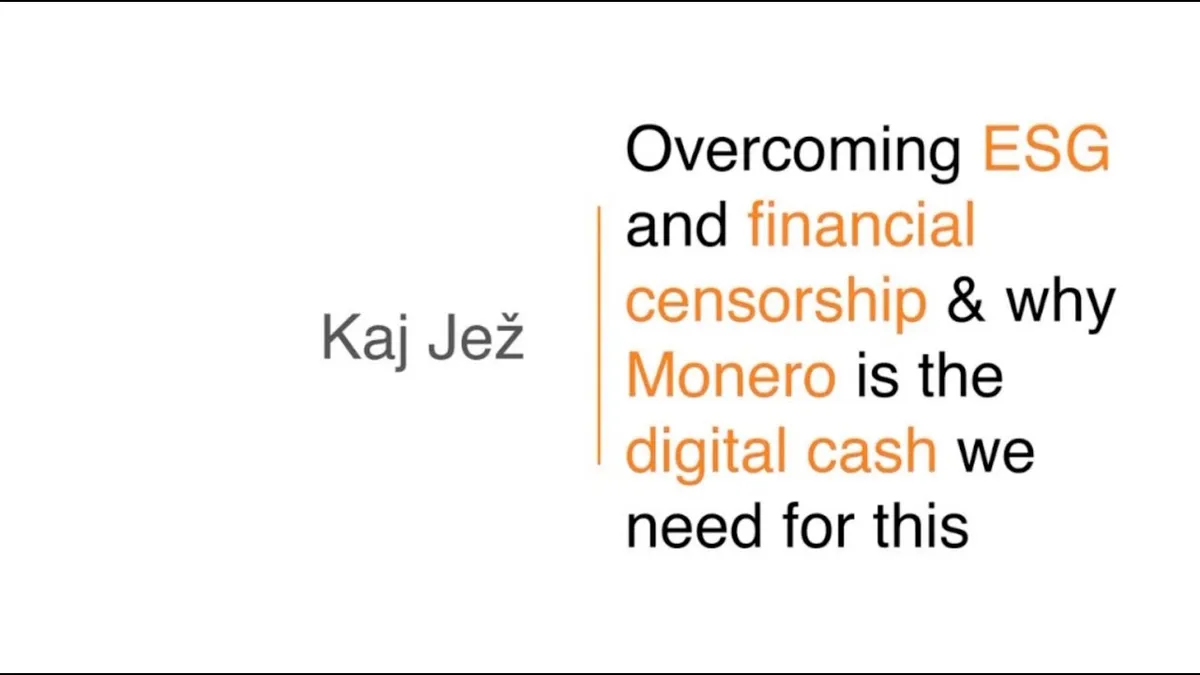 Kaj Jež
Overcoming ESG
and financial
censorship & why
Monero is the
digital cash we
need for this